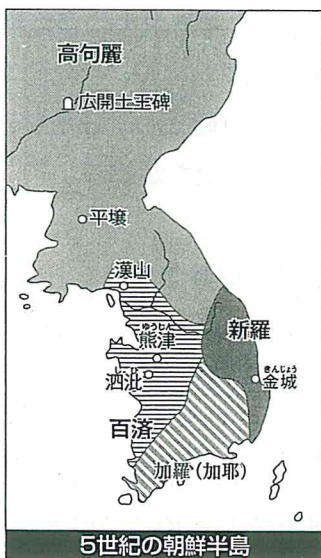 高句麗
広開土王碑
平壌
漢山
新羅
ゆうしん
熊津
きんじょう
金城
しひ
泗沘
百済
加羅(加耶)
5世紀の朝鮮半島